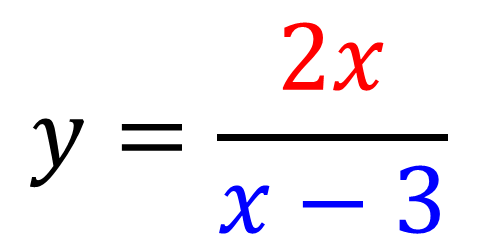 y = 2x / x − 3